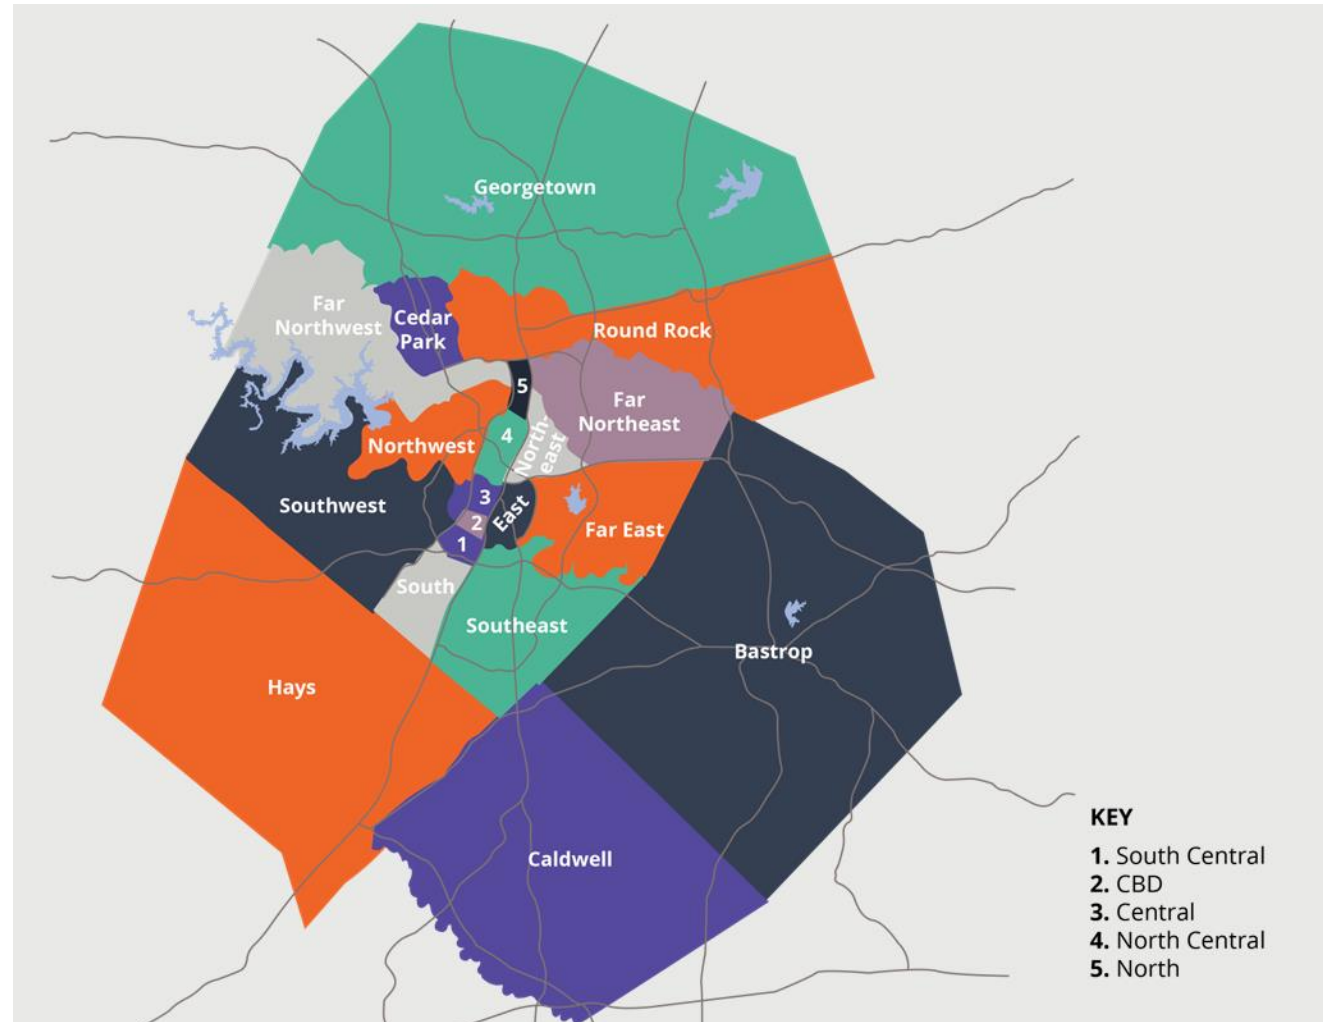 Georgetown
Far
Northwest
Cedar
Park
Round Rock
5
Far
Northeast
Northwest
4
North-
east
Southwest
3
East
2
Far East
1
South
Southeast
Bastrop
Hays
Caldwell
KEY
1. South Central
2. CBD
3. Central
4. North Central
5. North